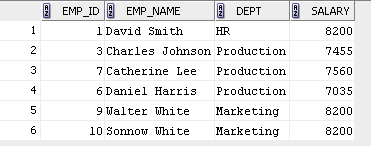 EMP_ID EMP_NAME DEPT SALARY
1 1 David Smith HR 8200
2 3 Charles Johnson Production 7455
3 7 Catherine Lee Production 7560
4 6 Daniel Harris Production 7035
5 9 Walter White Marketing 8200
6 10 Sonnow White Marketing 8200